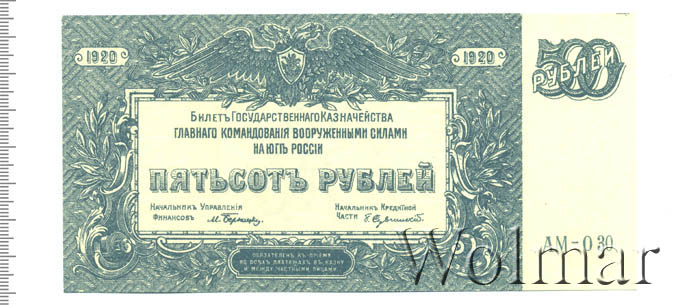 1920
1920
500
РУБЛЕЙ
БИЛЕТЪ ГОСУДАРСТВЕННАГО КАЗНАЧЕЙСТВА
ГЛАВНАГО КОМАНДОВАНІЯ ВООРУЖЕННЫМИ СИЛАМИ
НА ЮГѢ РОССІИ
ПЯТЬСОТЪ РУБЛЕЙ
НАЧАЛЬНИКЪ УПРАВЛЕНІЯ
ФИНАНСОВЪ
НАЧАЛЬНИКЪ КРЕДИТНОЙ
ЧАСТИ
АМ-030
ОБЯЗАТЕЛЕНЪ КЪ ПРІЕМУ
ВО ВСѢХЪ ПЛАТЕЖАХЪ ВЪ КАЗНУ
И МЕЖДУ ЧАСТНЫМИ ЛИЦАМИ
Wolmar